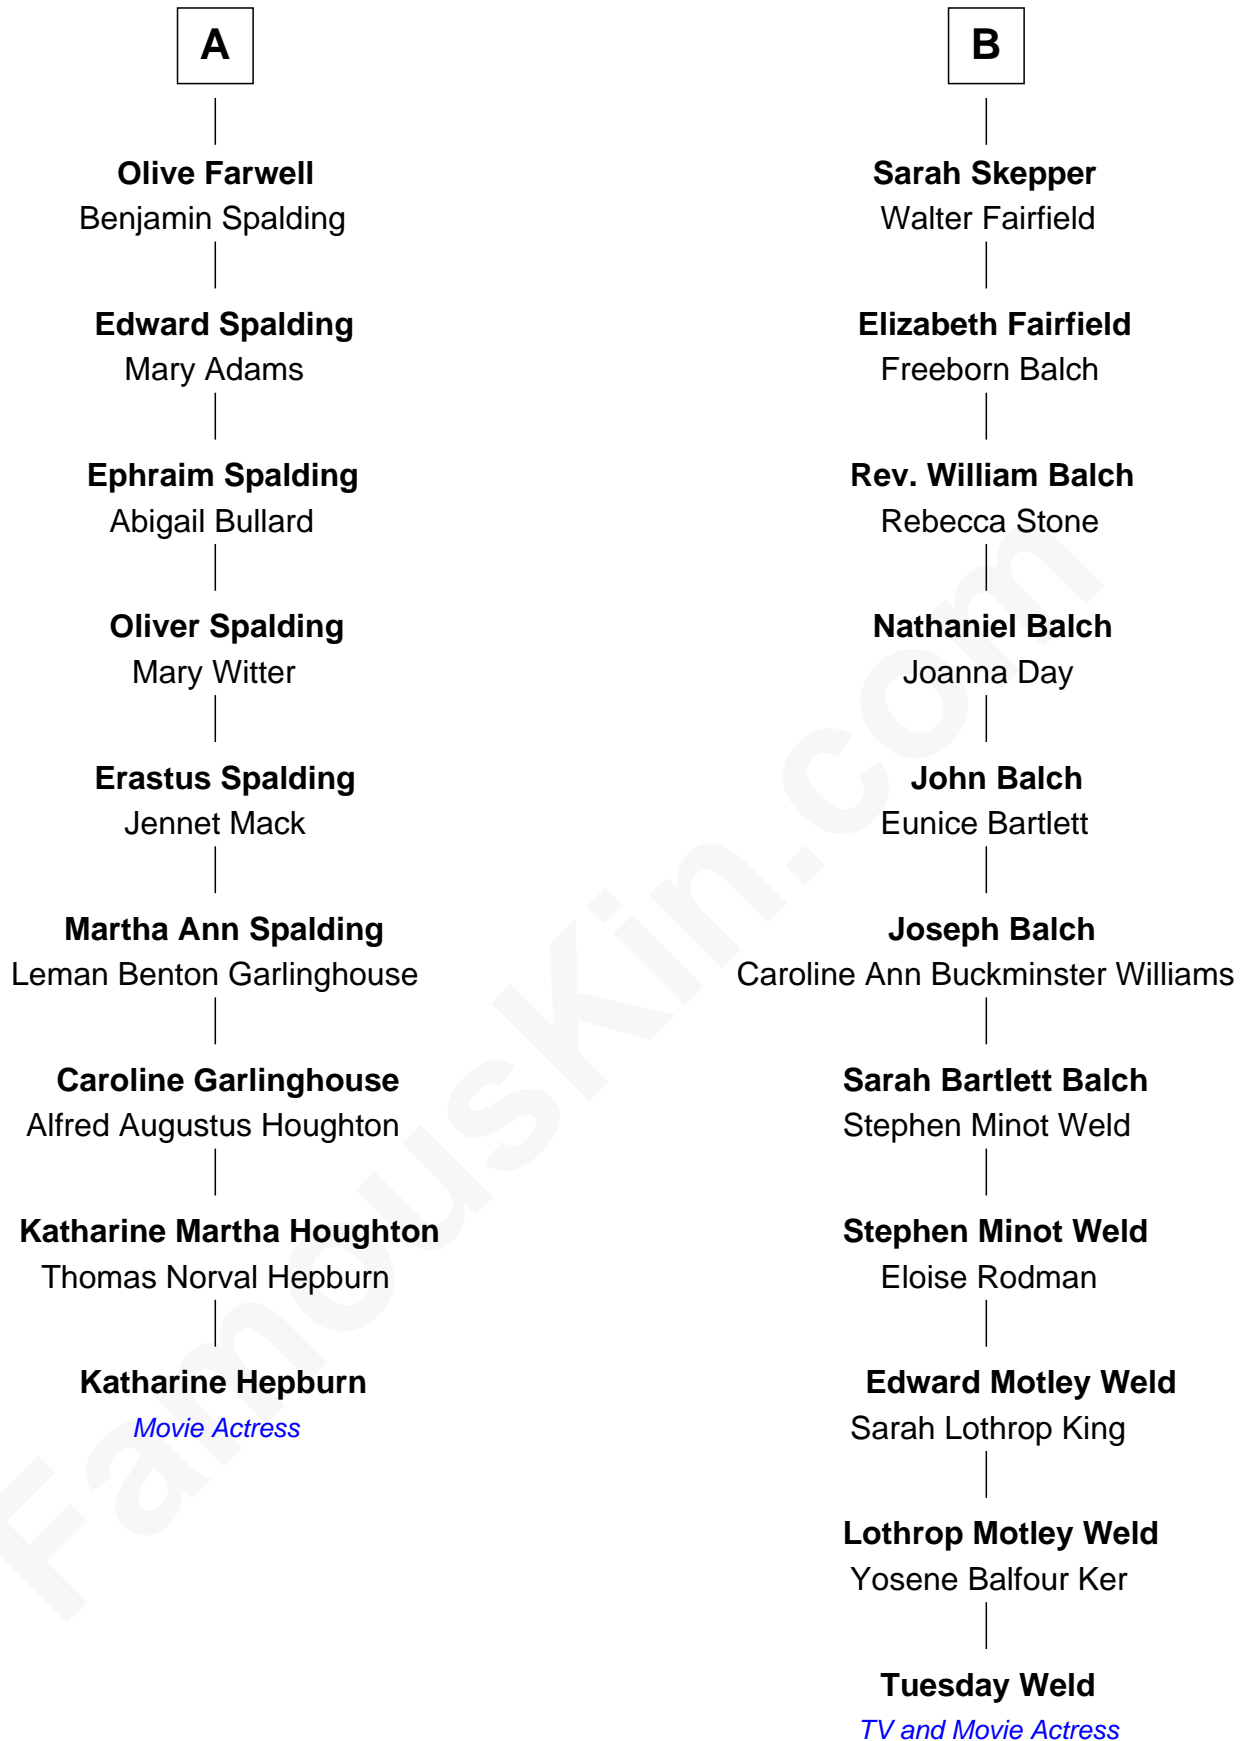 A
Olive Farwell
Benjamin Spalding
Edward Spalding
Mary Adams
Ephraim Spalding
Abigail Bullard
Oliver Spalding
Mary Witter
Erastus Spalding
Jennet Mack
Martha Ann Spalding
Leman Benton Garlinghouse
Caroline Garlinghouse
Alfred Augustus Houghton
Katharine Martha Houghton
Thomas Norval Hepburn
Katharine Hepburn
Movie Actress
B
Sarah Skepper
Walter Fairfield
Elizabeth Fairfield
Freeborn Balch
Rev. William Balch
Rebecca Stone
Nathaniel Balch
Joanna Day
John Balch
Eunice Bartlett
Joseph Balch
Caroline Ann Buckminster Williams
Sarah Bartlett Balch
Stephen Minot Weld
Stephen Minot Weld
Eloise Rodman
Edward Motley Weld
Sarah Lothrop King
Lothrop Motley Weld
Yosene Balfour Ker
Tuesday Weld
TV and Movie Actress
FamousKin.com